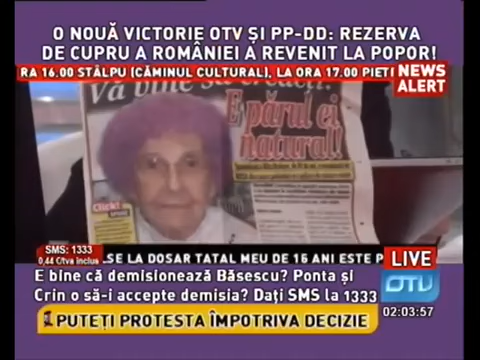 O NOUĂ VICTORIE OTV ȘI PP-DD: REZERVA
DE CUPRU A ROMÂNIEI A REVENIT LA POPOR!
RA 16.00 STÂLPU (CĂMINUL CULTURAL), LA ORA 17.00 PIETI
NEWS
ALERT
E părul ei
natural!
Click!
SMS: 1333
0,44 €/tva inclus
SE LA DOSAR TATAL MEU DE 16 ANI ESTE P
LIVE
E bine că demisionează Băsescu? Ponta și
Crin o să-i accepte demisia? Dați SMS la 1333
OTV
PUTEȚI PROTESTA ÎMPOTRIVA DECIZIE
02:03:57